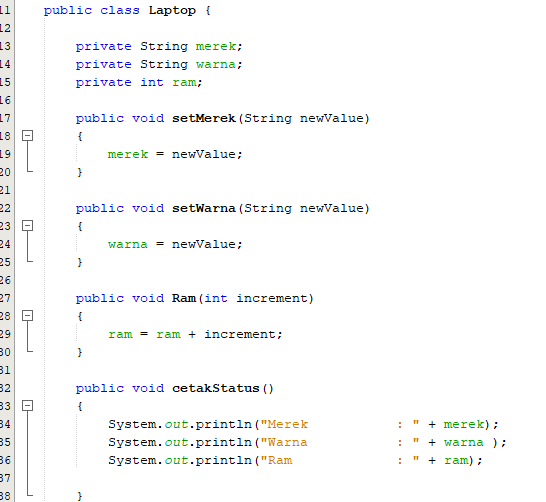 11 public class Laptop {
12
13 private String merek;
14 private String warna;
15 private int ram;
16
17 public void setMerek(String newValue)
18 {
19 merek = newValue;
20 }
21
22 public void setWarna(String newValue)
23 {
24 warna = newValue;
25 }
26
27 public void Ram(int increment)
28 {
29 ram = ram + increment;
30 }
31
32 public void cetakStatus()
33 {
34 System.out.println("Merek : " + merek);
35 System.out.println("Warna : " + warna );
36 System.out.println("Ram : " + ram);
37
38 }